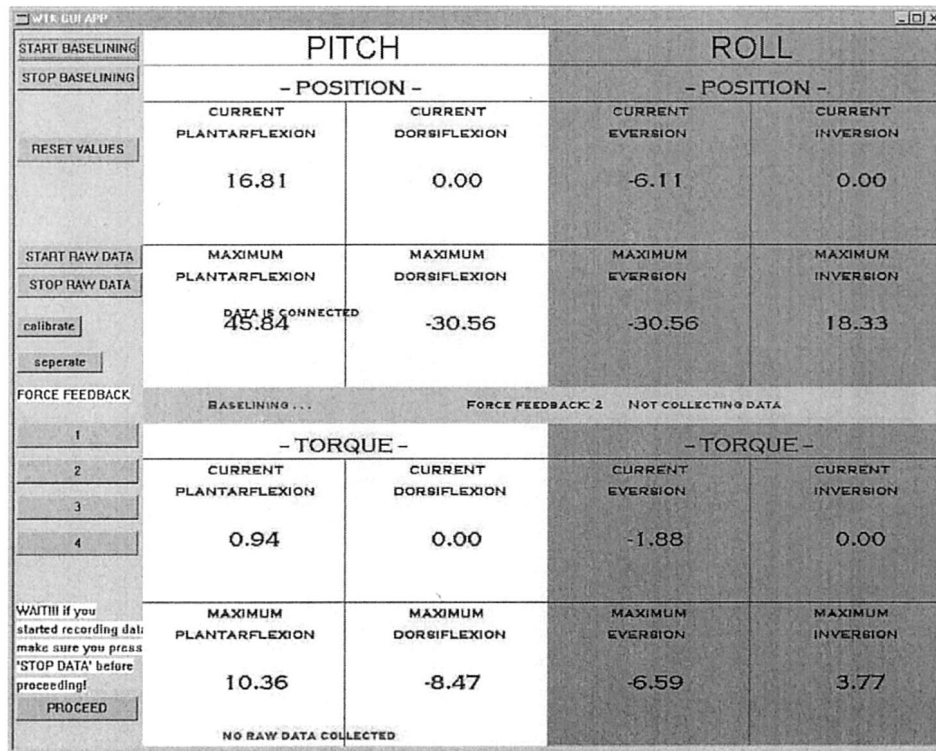 WTK GUI APP
START BASELINING
STOP BASELINING
RESET VALUES
START RAW DATA
STOP RAW DATA
calibrate
seperate
FORCE FEEDBACK
1
2
3
4
WAIT!!! if you
started recording data
make sure you press
'STOP DATA' before
proceeding!
PROCEED
PITCH ROLL
- POSITION - - POSITION -
CURRENT CURRENT CURRENT CURRENT
PLANTARFLEXION DORSIFLEXION EVERSION INVERSION
16.81 0.00 -6.11 0.00
MAXIMUM MAXIMUM MAXIMUM MAXIMUM
PLANTARFLEXION DORSIFLEXION EVERSION INVERSION
DATA IS CONNECTED
45.84 -30.56 -30.56 18.33
BASELINING ... FORCE FEEDBACK: 2 NOT COLLECTING DATA
- TORQUE - - TORQUE -
CURRENT CURRENT CURRENT CURRENT
PLANTARFLEXION DORSIFLEXION EVERSION INVERSION
0.94 0.00 -1.88 0.00
MAXIMUM MAXIMUM MAXIMUM MAXIMUM
PLANTARFLEXION DORSIFLEXION EVERSION INVERSION
10.36 -8.47 -6.59 3.77
NO RAW DATA COLLECTED